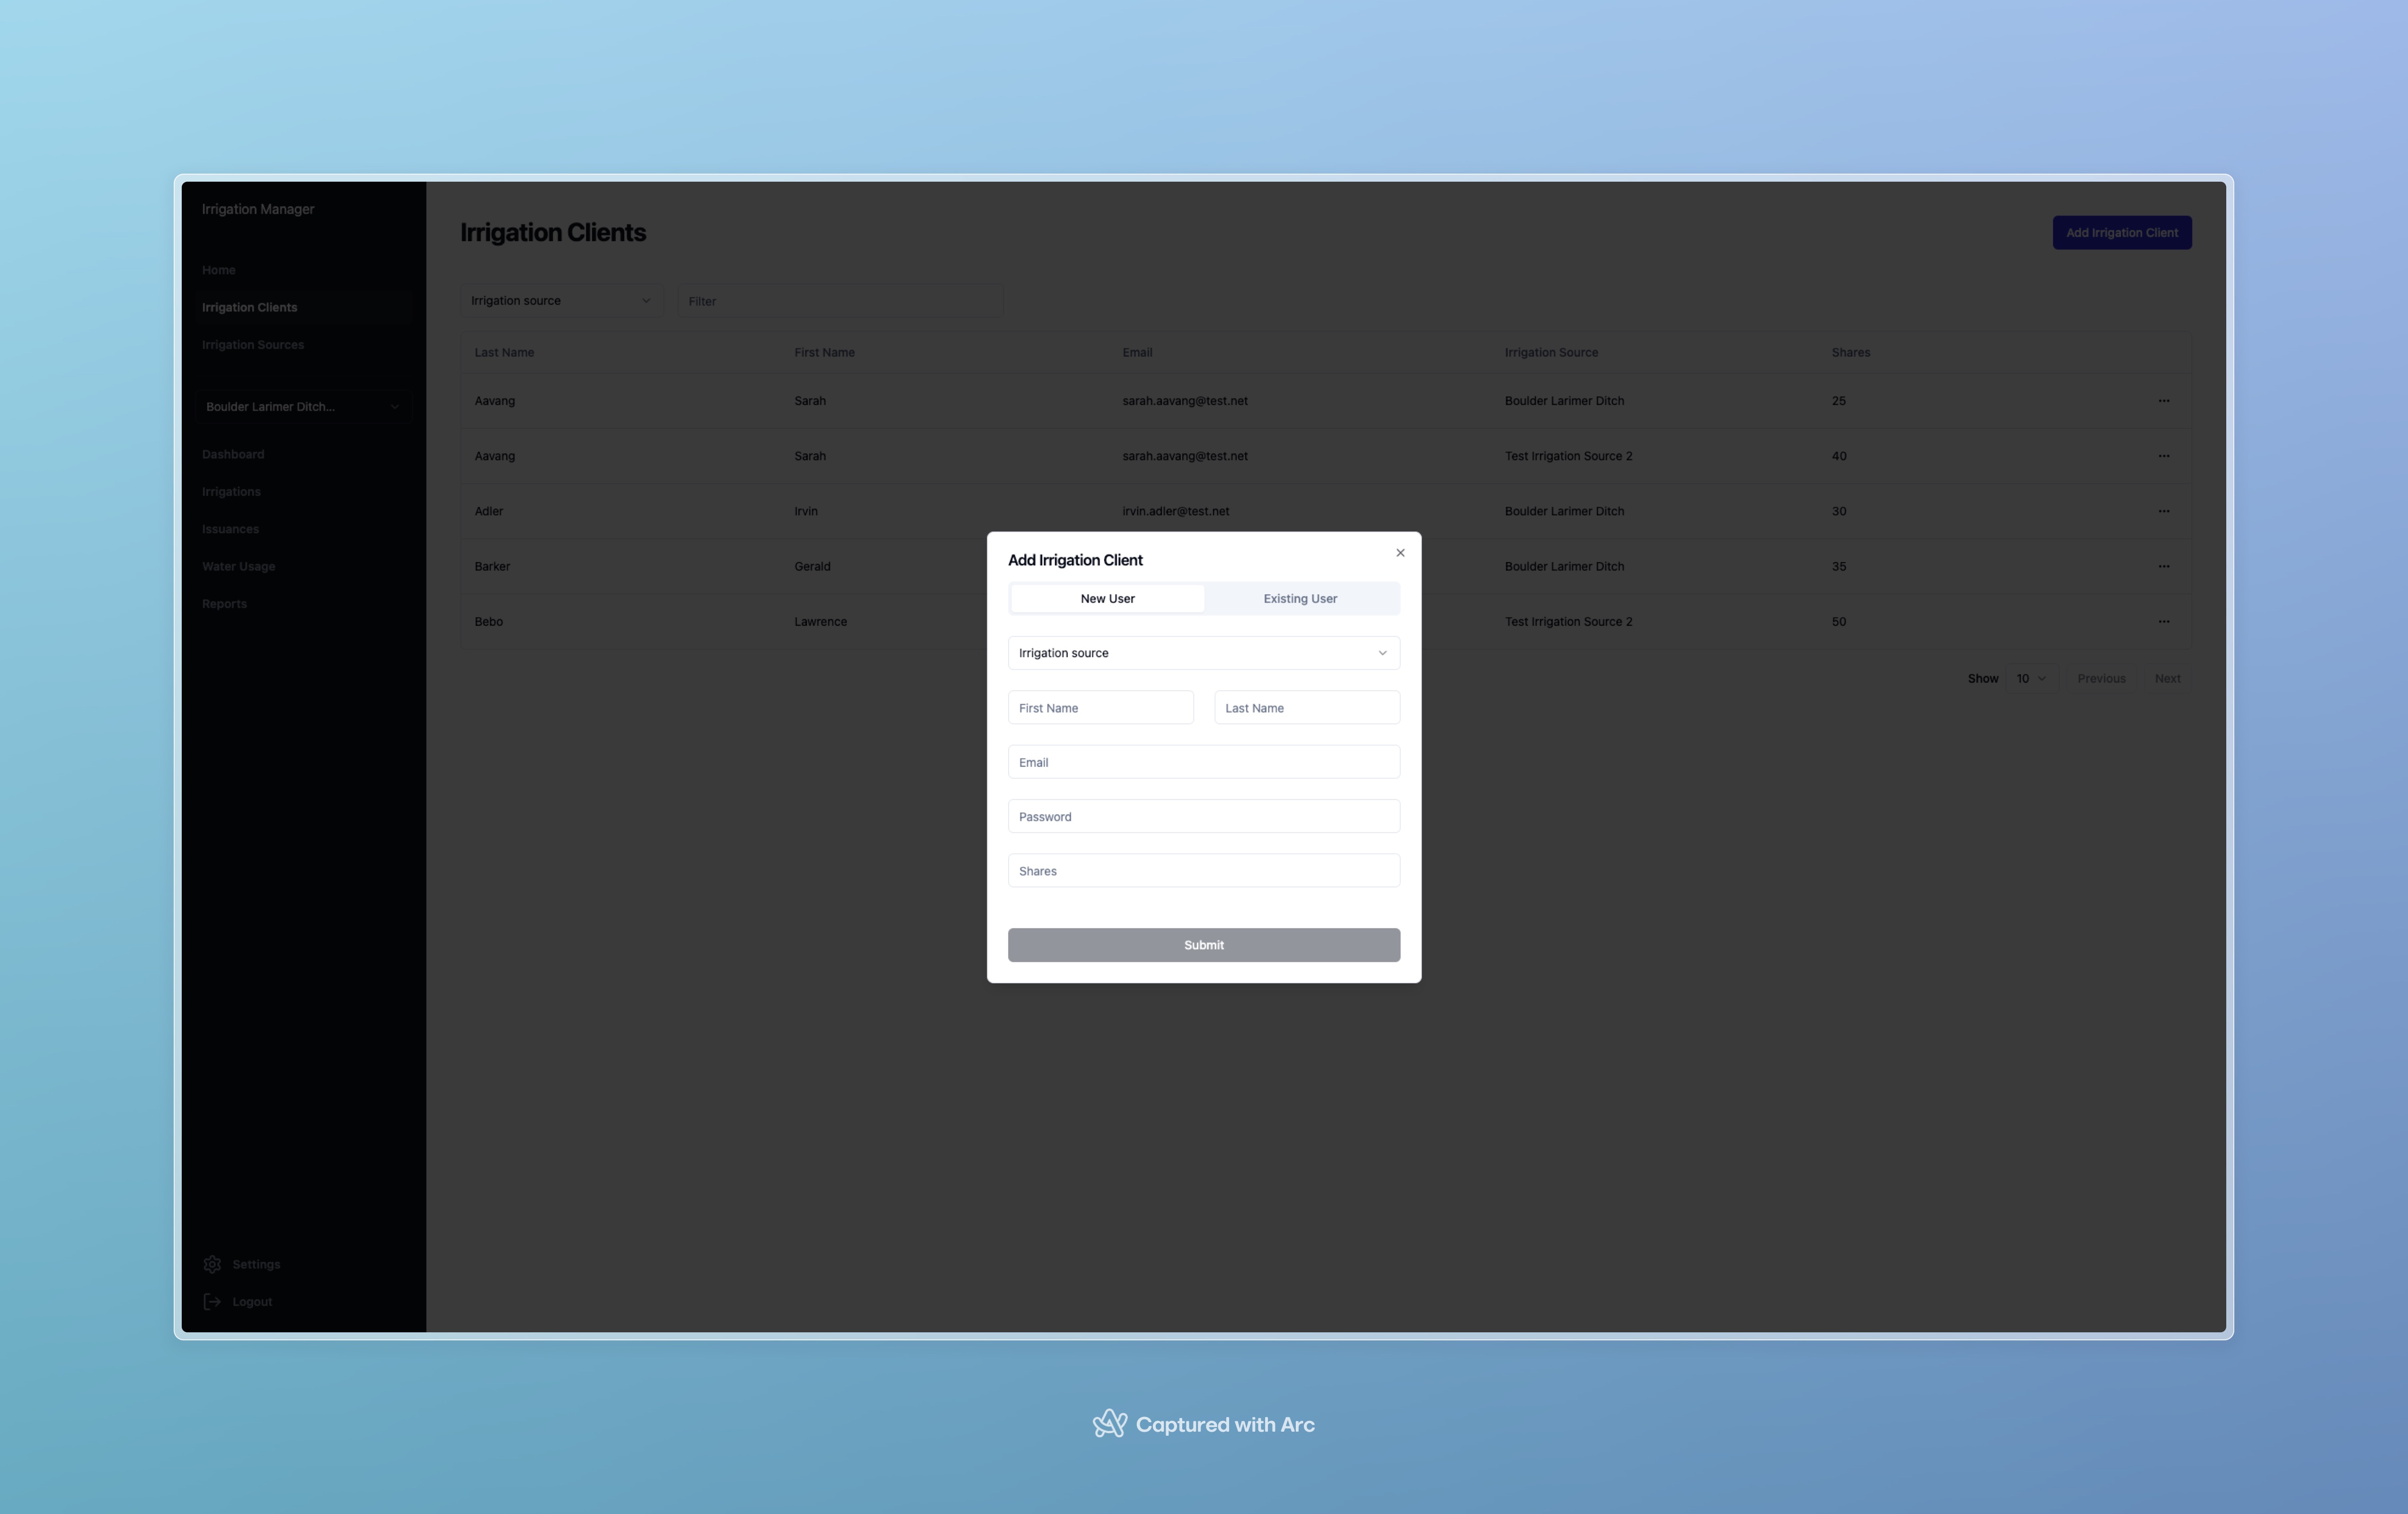 Irrigation Manager
Home
Irrigation Clients
Irrigation Sources
Boulder Larimer Ditch...
Dashboard
Irrigations
Issuances
Water Usage
Reports
Settings
Logout
Irrigation Clients
Add Irrigation Client
Irrigation source
Filter
Last Name First Name Email Irrigation Source Shares
Aavang Sarah sarah.aavang@test.net Boulder Larimer Ditch 25
Aavang Sarah sarah.aavang@test.net Test Irrigation Source 2 40
Adler Irvin irvin.adler@test.net Boulder Larimer Ditch 30
Barker Gerald Boulder Larimer Ditch 35
Bebo Lawrence Test Irrigation Source 2 50
Show 10 Previous Next
Add Irrigation Client
New User Existing User
Irrigation source
First Name Last Name
Email
Password
Shares
Submit
Captured with Arc